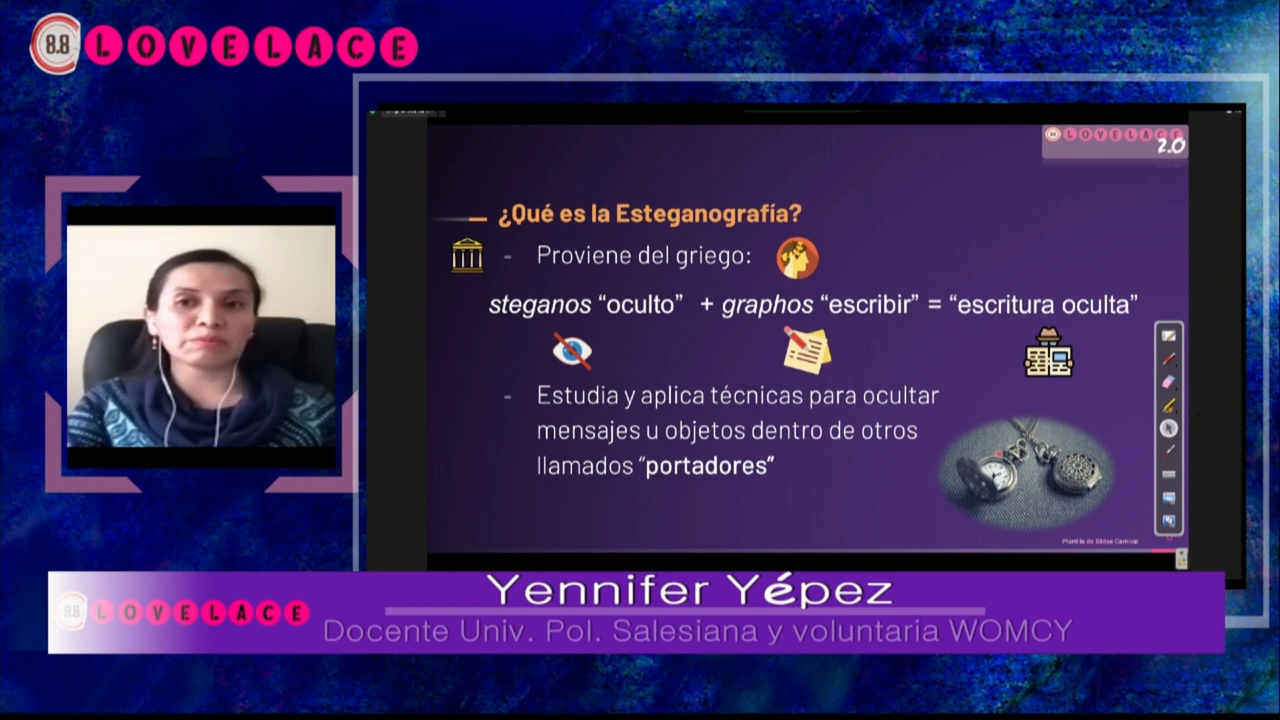 8.8 LOVELACE
LOVELACE
2.0
¿Qué es la Esteganografía?
- Proviene del griego:
steganos “oculto” + graphos “escribir” = “escritura oculta”
- Estudia y aplica técnicas para ocultar
mensajes u objetos dentro de otros
llamados “portadores”
Plantilla de Slides Carnival
Yennifer Yépez
8.8 LOVELACE
Docente Univ. Pol. Salesiana y voluntaria WOMCY